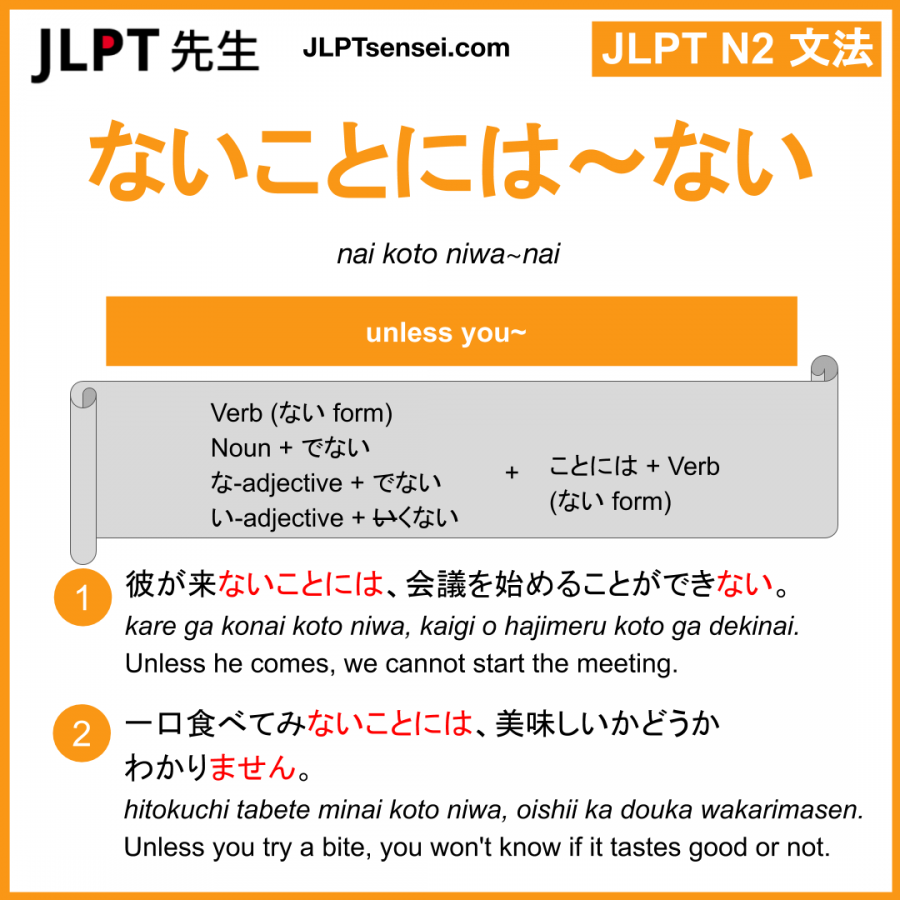 JLPT 先生
JLPTsensei.com
JLPT N2 文法
ないことには～ない
nai koto niwa~nai
unless you~
Verb (ない form)
Noun + でない
な-adjective + でない
い-adjective + いくない
+
ことには + Verb
(ない form)
1
彼が来ないことには、会議を始めることができない。
kare ga konai koto niwa, kaigi o hajimeru koto ga dekinai.
Unless he comes, we cannot start the meeting.
2
一口食べてみないことには、美味しいかどうか
わかりません。
hitokuchi tabete minai koto niwa, oishii ka douka wakarimasen.
Unless you try a bite, you won't know if it tastes good or not.